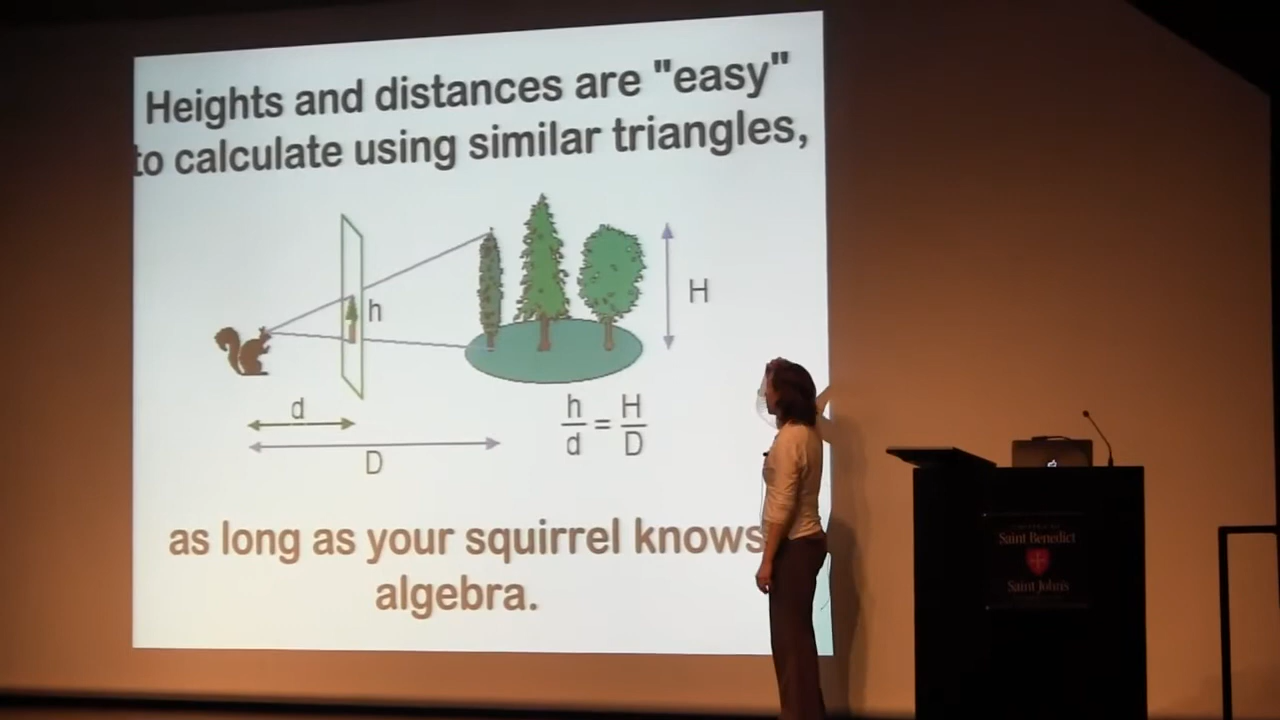 Heights and distances are "easy"
to calculate using similar triangles,
h
H
d
D
h
d
=
H
D
as long as your squirrel knows
algebra.
Saint Benedict
Saint John's